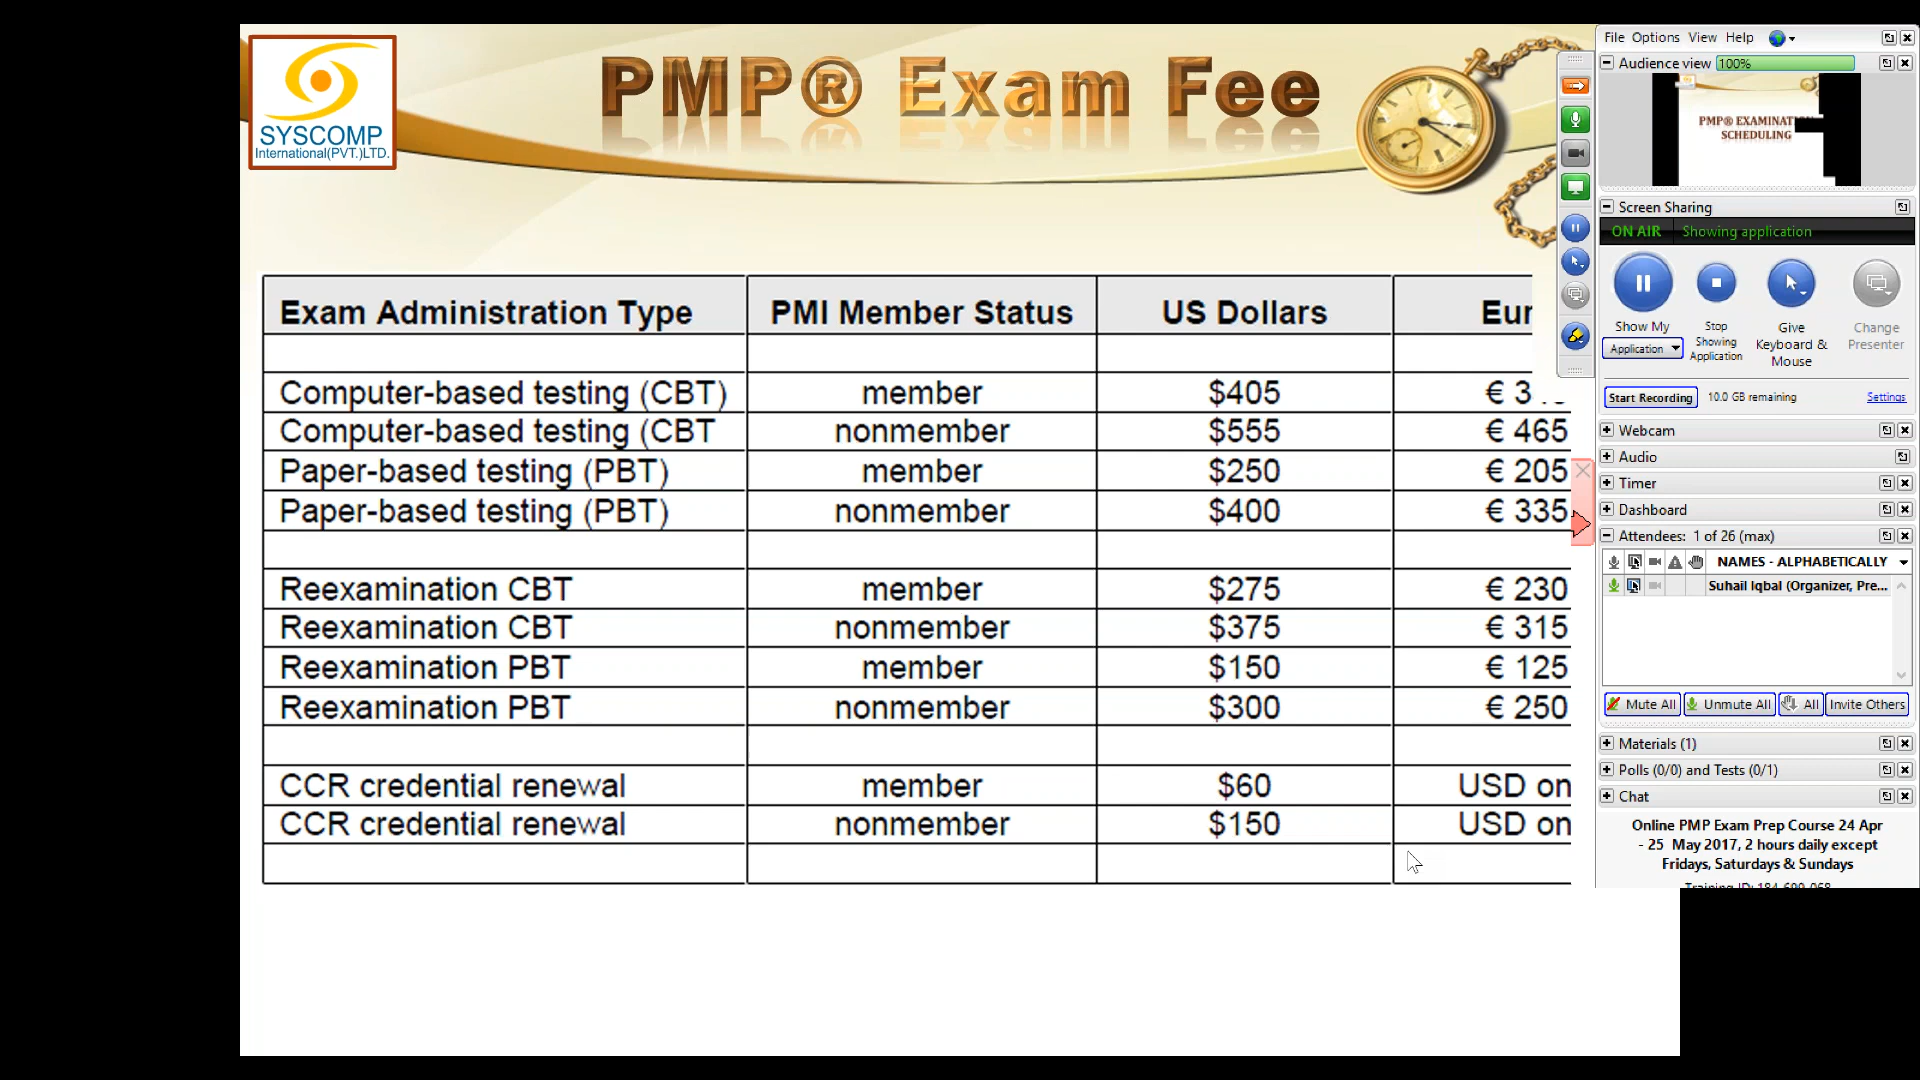 SYSCOMP
International(PVT.)LTD.
PMP® Exam Fee
Exam Administration Type PMI Member Status US Dollars Eur
Computer-based testing (CBT) member $405 € 3
Computer-based testing (CBT nonmember $555 € 465
Paper-based testing (PBT) member $250 € 205
Paper-based testing (PBT) nonmember $400 € 335
Reexamination CBT member $275 € 230
Reexamination CBT nonmember $375 € 315
Reexamination PBT member $150 € 125
Reexamination PBT nonmember $300 € 250
CCR credential renewal member $60 USD on
CCR credential renewal nonmember $150 USD on
File Options View Help
Audience view 100%
PMP® EXAMINATION
SCHEDULING
Screen Sharing
ON AIR Showing application
Show My
Application
Stop
Showing
Application
Give
Keyboard &
Mouse
Change
Presenter
Start Recording 10.0 GB remaining Settings
Webcam
Audio
Timer
Dashboard
Attendees: 1 of 26 (max)
NAMES - ALPHABETICALLY
Suhail Iqbal (Organizer, Pre...
Mute All Unmute All All Invite Others
Materials (1)
Polls (0/0) and Tests (0/1)
Chat
Online PMP Exam Prep Course 24 Apr
- 25 May 2017, 2 hours daily except
Fridays, Saturdays & Sundays
Training ID: 184-699-068